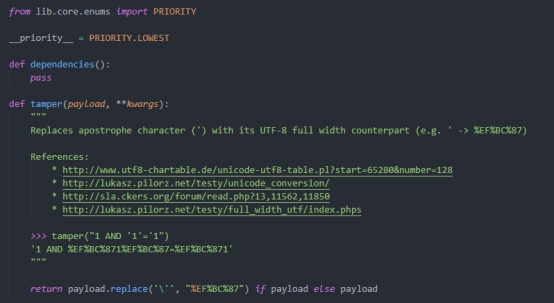 from lib.core.enums import PRIORITY
__priority__ = PRIORITY.LOWEST
def dependencies():
pass
def tamper(payload, **kwargs):
"""
Replaces apostrophe character (') with its UTF-8 full width counterpart (e.g. ' -> %EF%BC%87)
References:
* http://www.utf8-chartable.de/unicode-utf8-table.pl?start=65280&number=128
* http://lukasz.pilorz.net/testy/unicode_conversion/
* http://sla.ckers.org/forum/read.php?13,11562,11850
* http://lukasz.pilorz.net/testy/full_width_utf/index.phps
>>> tamper("1 AND '1'='1")
'1 AND %EF%BC%871%EF%BC%87=%EF%BC%871'
"""
return payload.replace('\'', "%EF%BC%87") if payload else payload